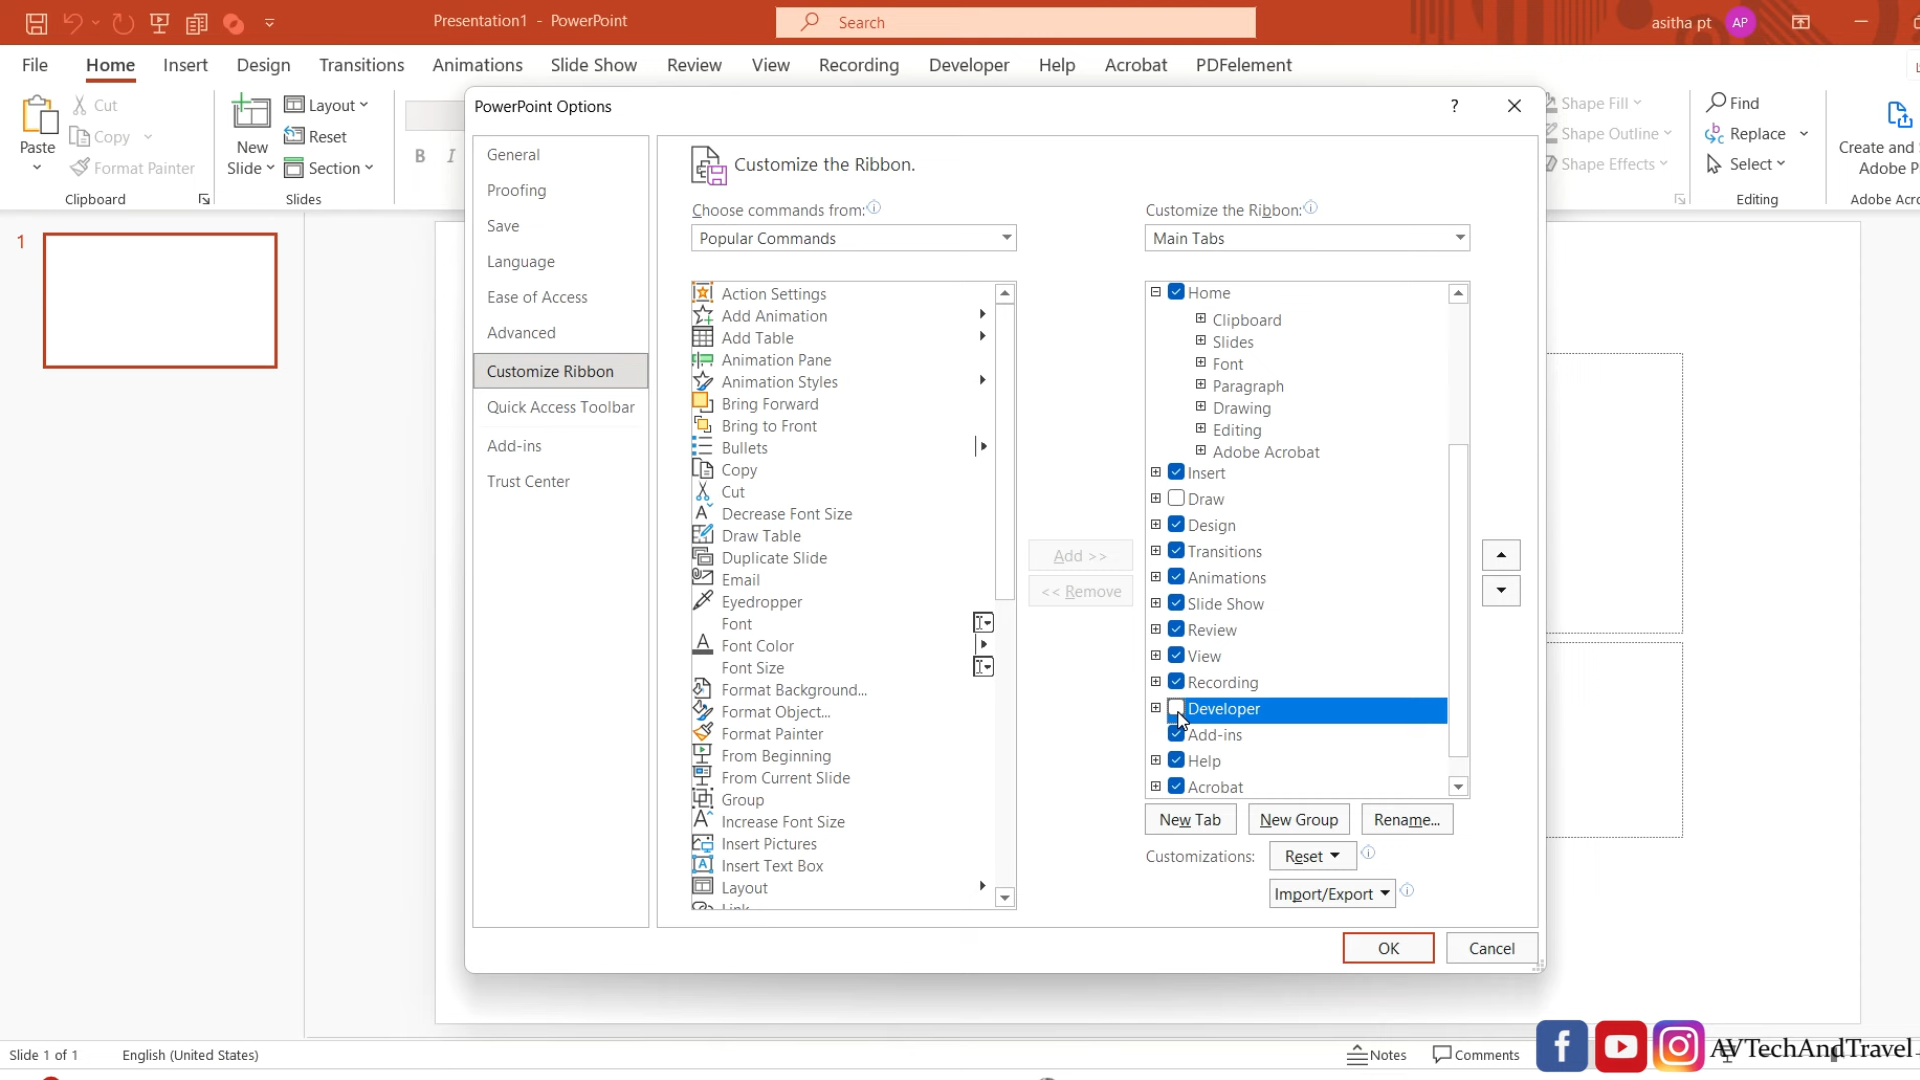 Presentation1 - PowerPoint
Search
asitha pt
AP
File Home Insert Design Transitions Animations Slide Show Review View Recording Developer Help Acrobat PDFelement
Paste
Cut
Copy
Format Painter
Clipboard
New
Slide
Layout
Reset
Section
Slides
B I
Shape Fill
Shape Outline
Shape Effects
Find
Replace
Select
Editing
Create and
Adobe P
Adobe Acro
1
PowerPoint Options
?
General
Proofing
Save
Language
Ease of Access
Advanced
Customize Ribbon
Quick Access Toolbar
Add-ins
Trust Center
Customize the Ribbon.
Choose commands from:
Popular Commands
Action Settings
Add Animation
Add Table
Animation Pane
Animation Styles
Bring Forward
Bring to Front
Bullets
Copy
Cut
Decrease Font Size
Draw Table
Duplicate Slide
Email
Eyedropper
Font
Font Color
Font Size
Format Background...
Format Object...
Format Painter
From Beginning
From Current Slide
Group
Increase Font Size
Insert Pictures
Insert Text Box
Layout
Link
Add >>
<< Remove
Customize the Ribbon:
Main Tabs
Home
Clipboard
Slides
Font
Paragraph
Drawing
Editing
Adobe Acrobat
Insert
Draw
Design
Transitions
Animations
Slide Show
Review
View
Recording
Developer
Add-ins
Help
Acrobat
New Tab New Group Rename...
Customizations: Reset
Import/Export
OK Cancel
Slide 1 of 1 English (United States)
Notes Comments
AVTechAndTravel